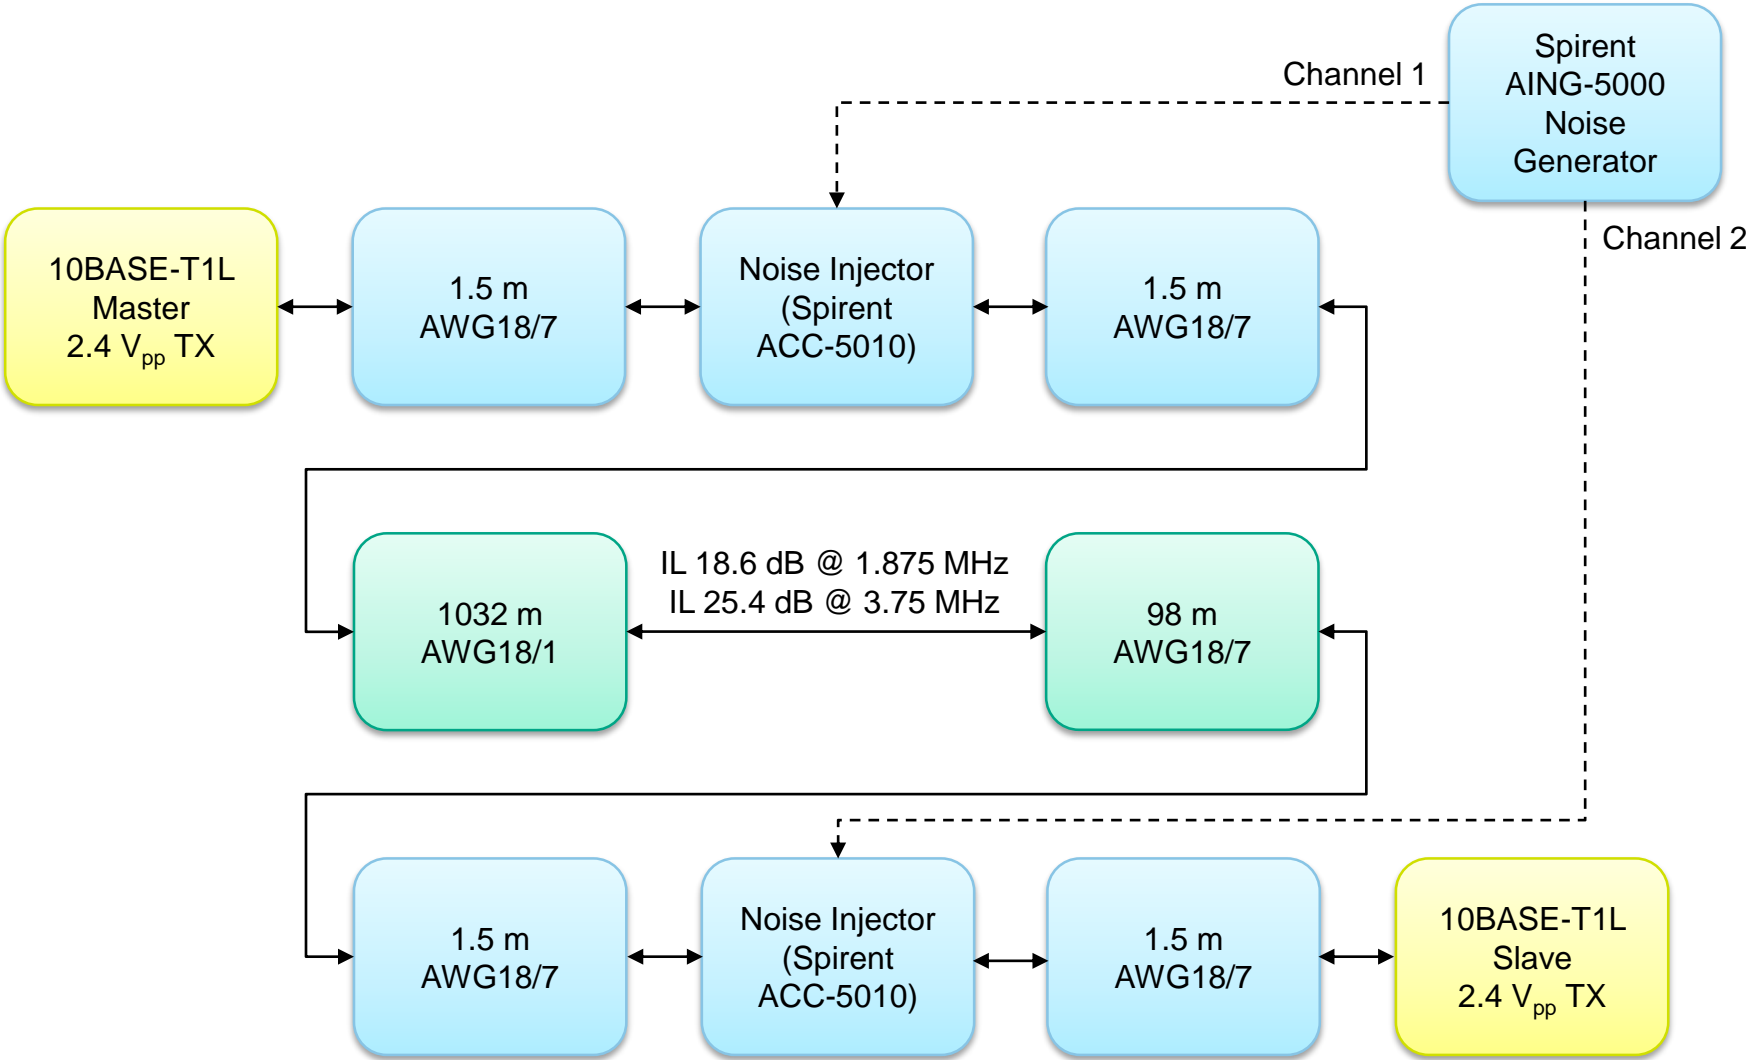 Spirent
AING-5000
Noise
Generator
Channel 1
Channel 2
10BASE-T1L
Master
2.4 Vpp TX
1.5 m
AWG18/7
Noise Injector
(Spirent
ACC-5010)
1.5 m
AWG18/7
1032 m
AWG18/1
IL 18.6 dB @ 1.875 MHz
IL 25.4 dB @ 3.75 MHz
98 m
AWG18/7
1.5 m
AWG18/7
Noise Injector
(Spirent
ACC-5010)
1.5 m
AWG18/7
10BASE-T1L
Slave
2.4 Vpp TX